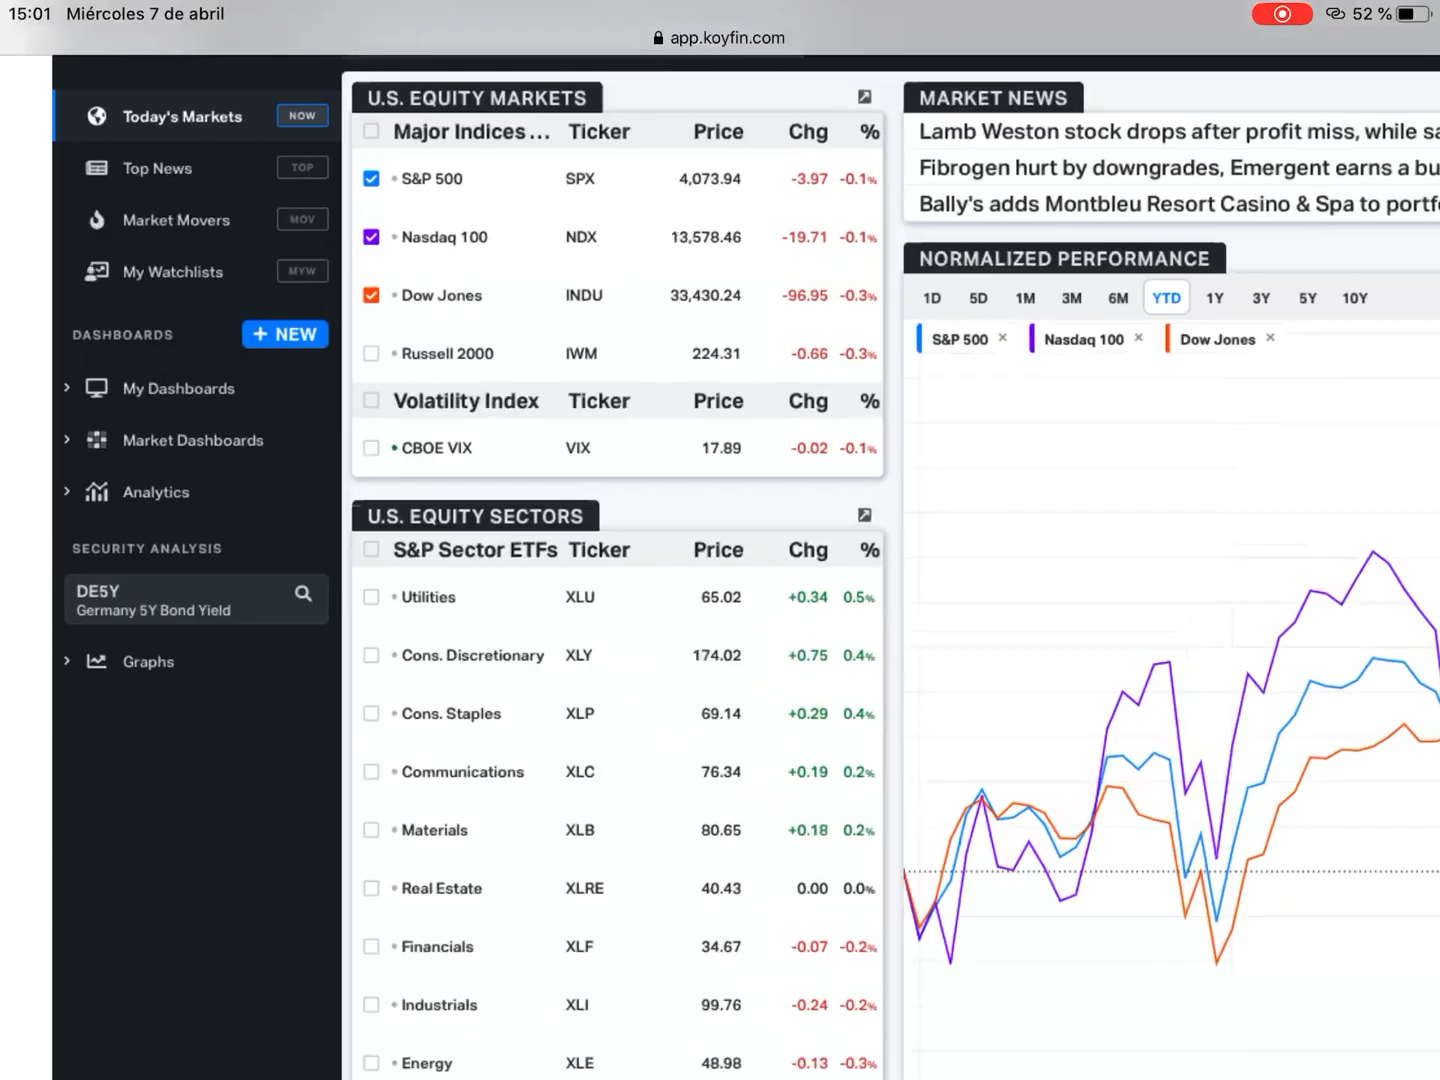 15:01 Miércoles 7 de abril
52 %
app.koyfin.com
Today's Markets NOW
Top News TOP
Market Movers MOV
My Watchlists MYW
DASHBOARDS + NEW
My Dashboards
Market Dashboards
Analytics
SECURITY ANALYSIS
DE5Y
Germany 5Y Bond Yield
Graphs
U.S. EQUITY MARKETS
Major Indices... Ticker Price Chg %
S&P 500 SPX 4,073.94 -3.97 -0.1%
Nasdaq 100 NDX 13,578.46 -19.71 -0.1%
Dow Jones INDU 33,430.24 -96.95 -0.3%
Russell 2000 IWM 224.31 -0.66 -0.3%
Volatility Index Ticker Price Chg %
CBOE VIX VIX 17.89 -0.02 -0.1%
U.S. EQUITY SECTORS
S&P Sector ETFs Ticker Price Chg %
Utilities XLU 65.02 +0.34 0.5%
Cons. Discretionary XLY 174.02 +0.75 0.4%
Cons. Staples XLP 69.14 +0.29 0.4%
Communications XLC 76.34 +0.19 0.2%
Materials XLB 80.65 +0.18 0.2%
Real Estate XLRE 40.43 0.00 0.0%
Financials XLF 34.67 -0.07 -0.2%
Industrials XLI 99.76 -0.24 -0.2%
Energy XLE 48.98 -0.13 -0.3%
MARKET NEWS
Lamb Weston stock drops after profit miss, while sa
Fibrogen hurt by downgrades, Emergent earns a bu
Bally's adds Montbleu Resort Casino & Spa to portf
NORMALIZED PERFORMANCE
1D 5D 1M 3M 6M YTD 1Y 3Y 5Y 10Y
S&P 500 × Nasdaq 100 × Dow Jones ×